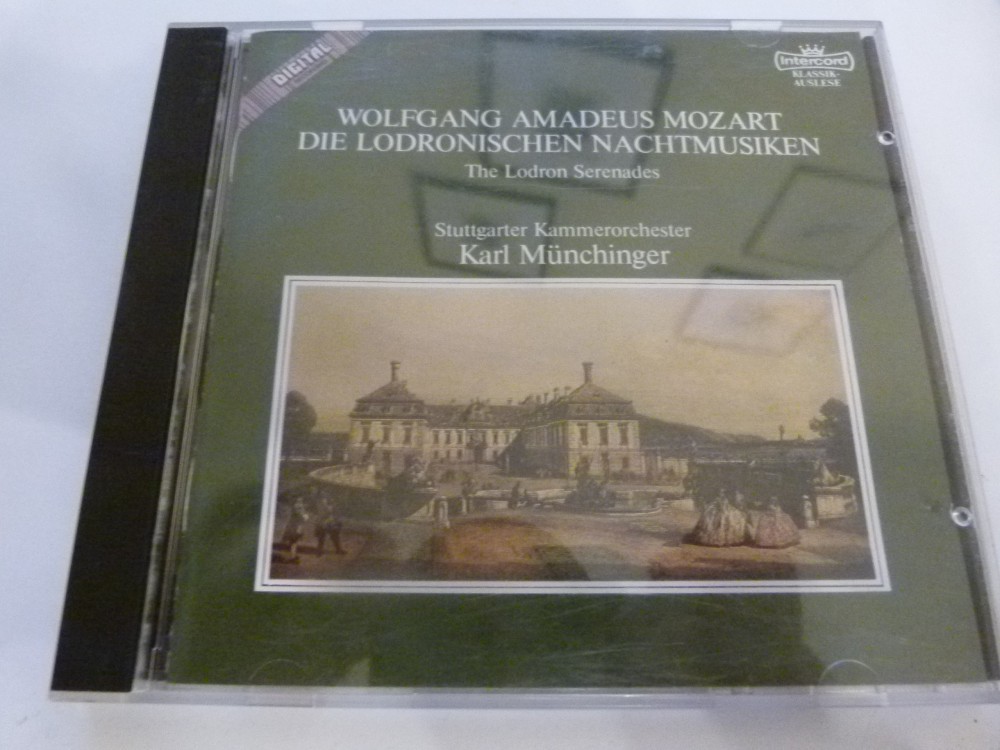 DIGITAL
Intercord
KLASSIK-
AUSLESE
WOLFGANG AMADEUS MOZART
DIE LODRONISCHEN NACHTMUSIKEN
The Lodron Serenades
Stuttgarter Kammerorchester
Karl Münchinger